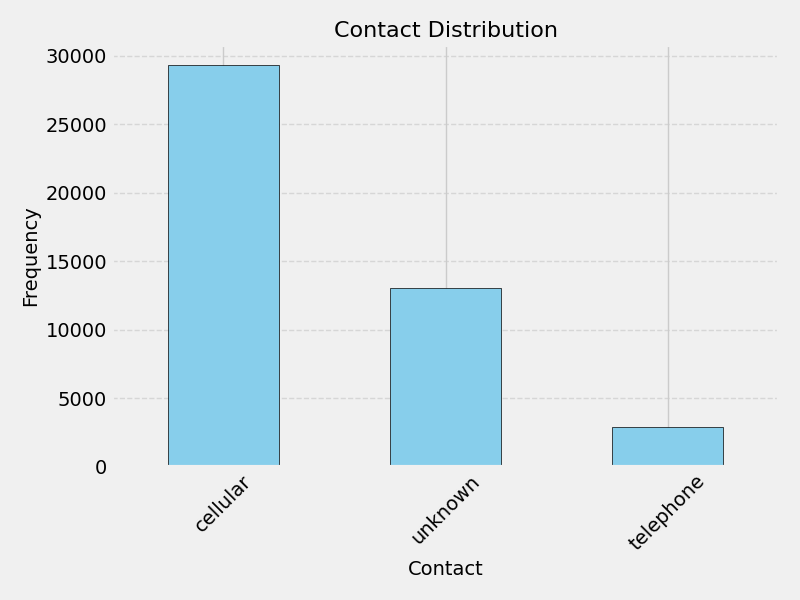 Contact Distribution
30000
25000
20000
15000
10000
5000
0
Frequency
cellular
unknown
telephone
Contact